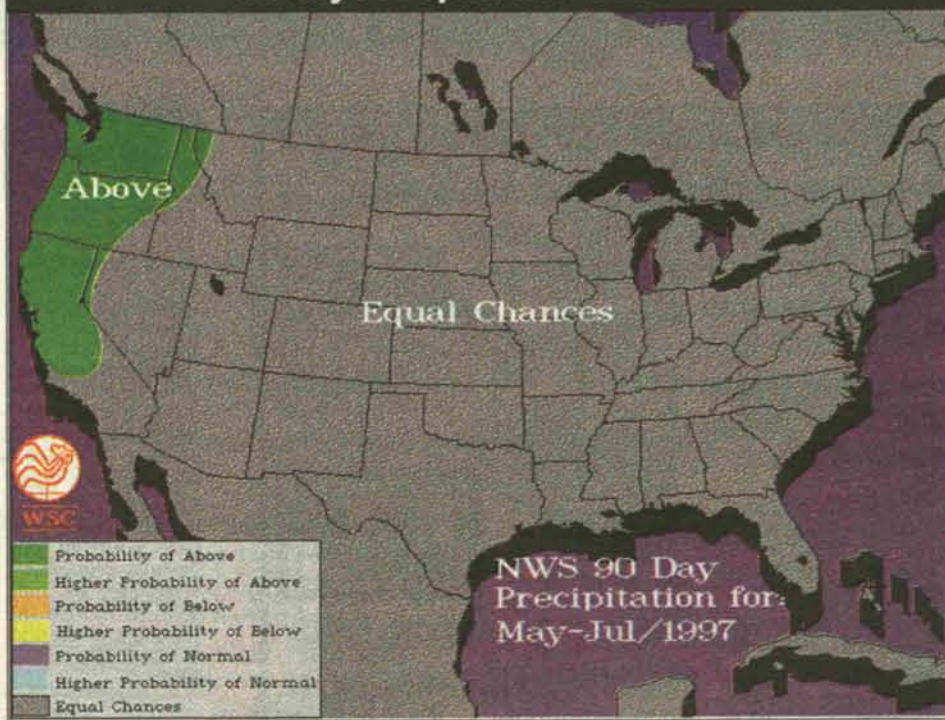 Above
Equal Chances
WSC
Probability of Above
Higher Probability of Above
Probability of Below
Higher Probability of Below
Probability of Normal
Higher Probability of Normal
Equal Chances
NWS 90 Day
Precipitation for:
May-Jul/1997